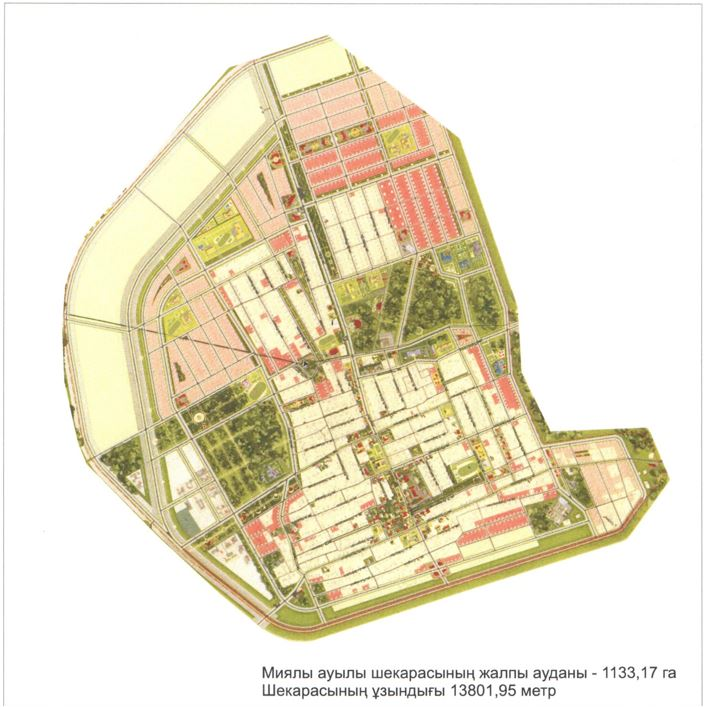 Миялы ауылы шекарасының жалпы ауданы - 1133,17 га
Шекарасының ұзындығы 13801,95 метр